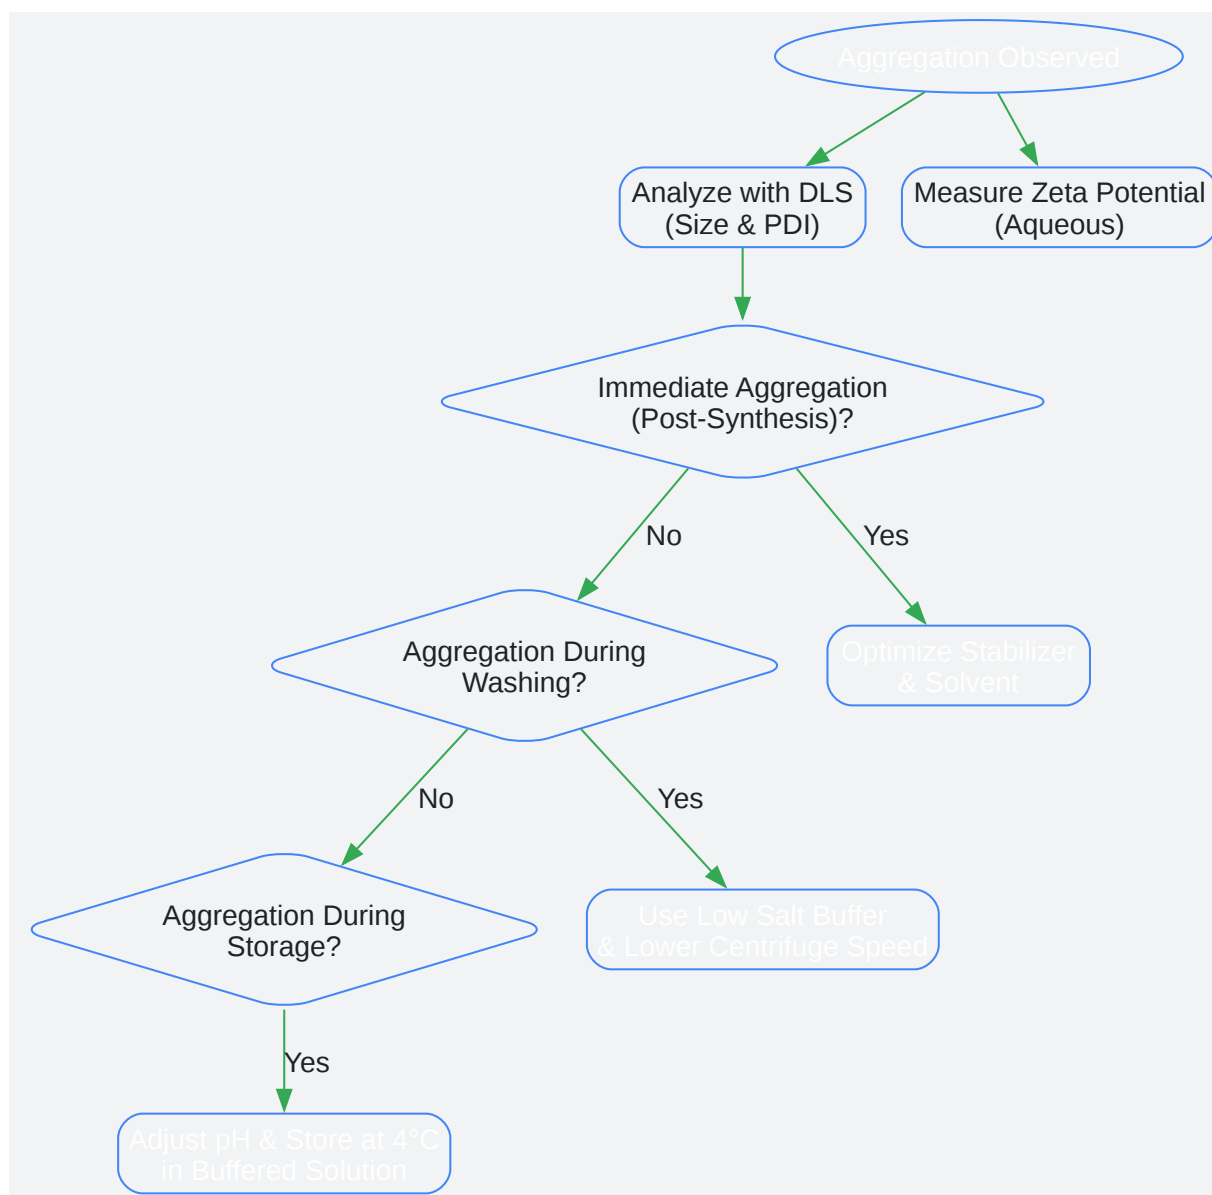 Aggregation Observed
Analyze with DLS
(Size & PDI)
Measure Zeta Potential
(Aqueous)
Immediate Aggregation
(Post-Synthesis)?
No
Yes
Aggregation During
Washing?
Optimize Stabilizer
& Solvent
No
Yes
Aggregation During
Storage?
Use Low Salt Buffer
& Lower Centrifuge Speed
Yes
Adjust pH & Store at 4°C
in Buffered Solution